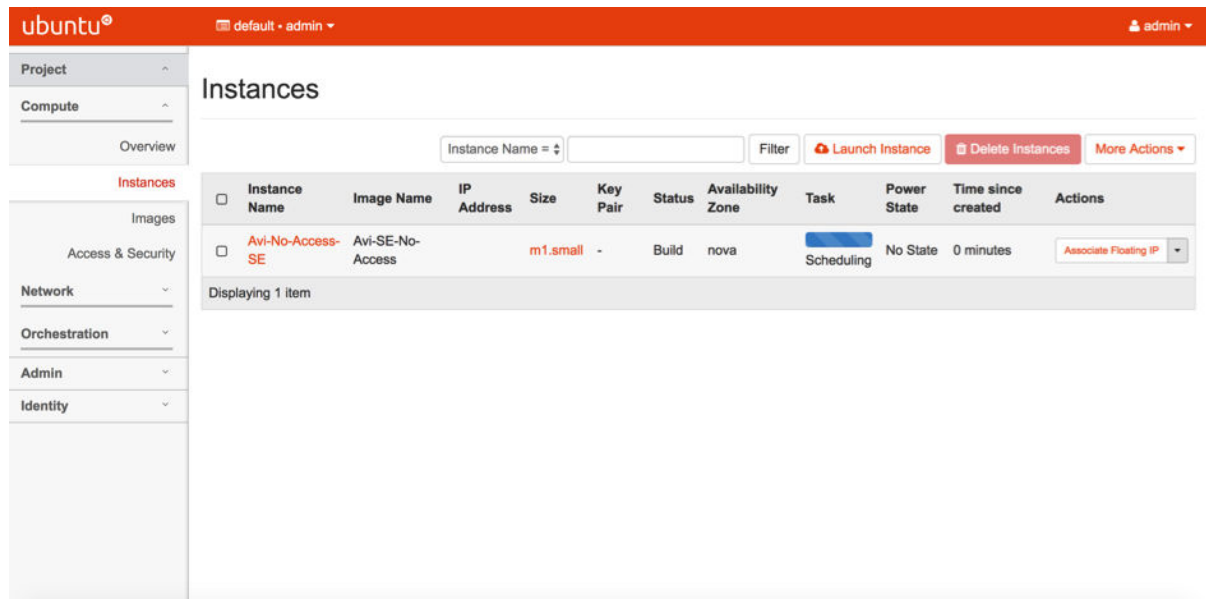 ubuntu
default • admin
admin
Project
Compute
Overview
Instances
Images
Access & Security
Network
Orchestration
Admin
Identity
Instances
Instance Name =
Filter
Launch Instance
Delete Instances
More Actions
Instance Name
Image Name
IP Address
Size
Key Pair
Status
Availability Zone
Task
Power State
Time since created
Actions
Avi-No-Access-SE
Avi-SE-No-Access
m1.small
-
Build
nova
Scheduling
No State
0 minutes
Associate Floating IP
Displaying 1 item